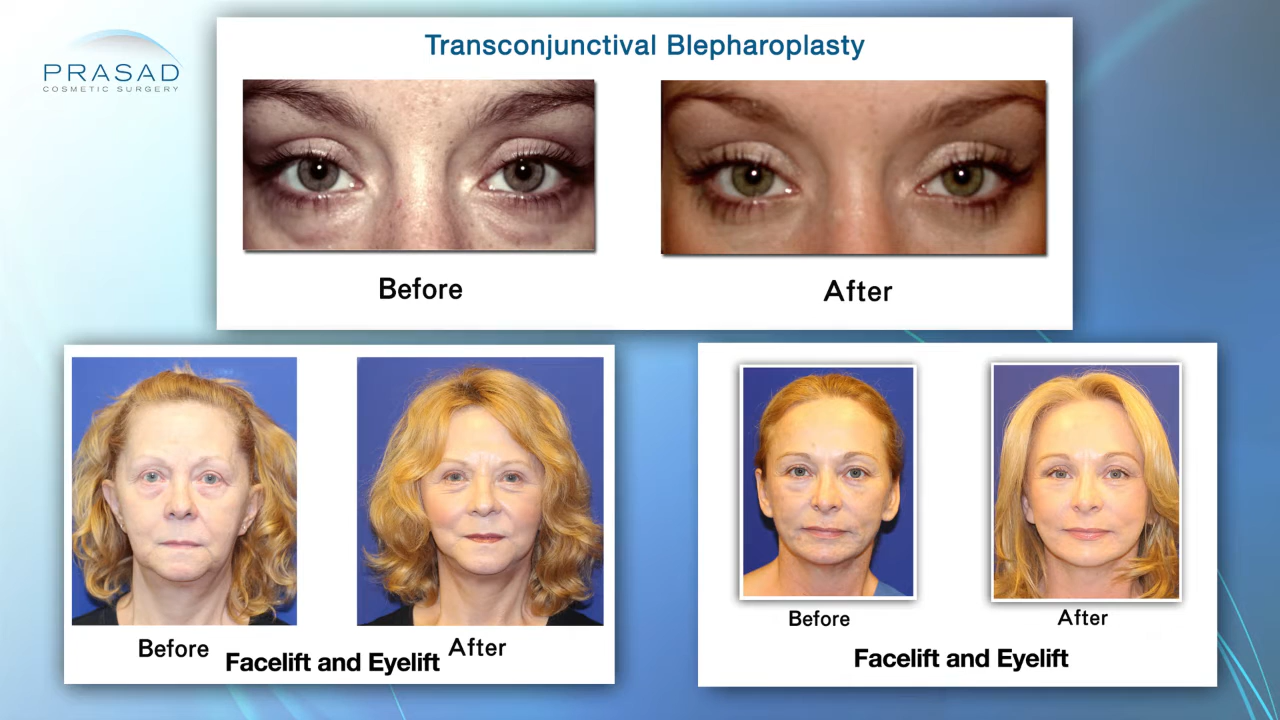 PRASAD
COSMETIC SURGERY
Transconjunctival Blepharoplasty
Before
After
Before
After
Facelift and Eyelift
Before
After
Facelift and Eyelift